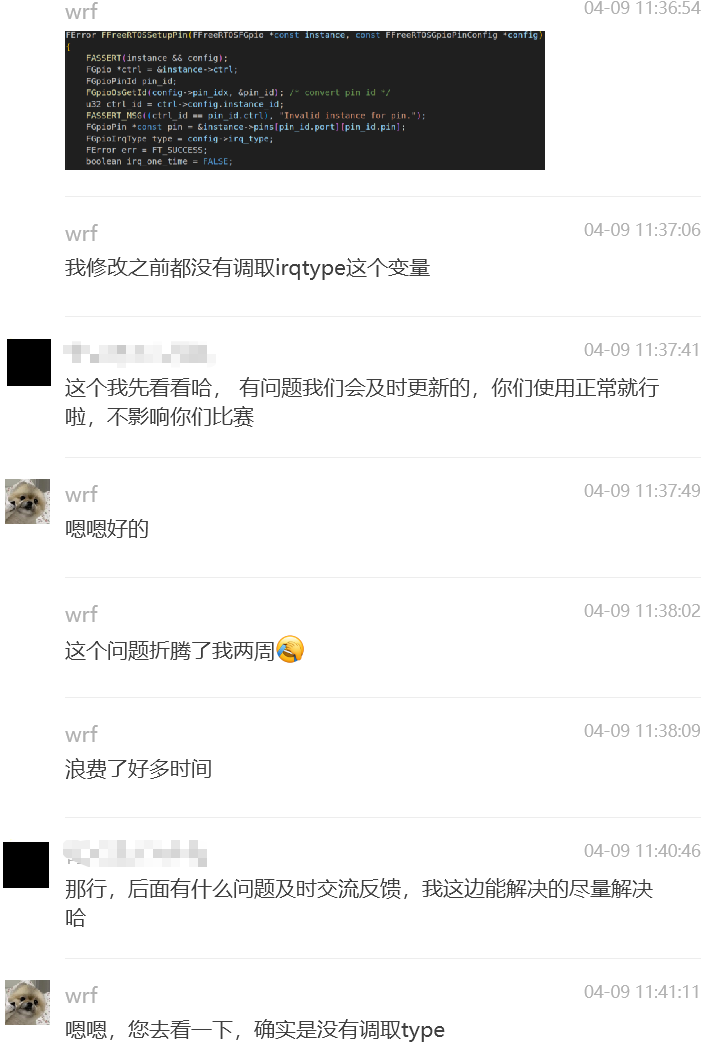 wrf
04-09 11:36:54
FError FFreeRTOSSetupPin(FFreeRTOSFGpio *const instance, const FFreeRTOSGpioPinConfig *config)
{
FASSERT(instance && config);
FGpio *ctrl = &instance->ctrl;
FGpioPinId pin_id;
FGpioOsGetId(config->pin_idx, &pin_id); /* convert pin id */
u32 ctrl_id = ctrl->config.instance_id;
FASSERT_MSG((ctrl_id == pin_id.ctrl), "Invalid instance for pin.");
FGpioPin *const pin = &instance->pins[pin_id.port][pin_id.pin];
FGpioIrqType type = config->irq_type;
FError err = FT_SUCCESS;
boolean irq_one_time = FALSE;
wrf
04-09 11:37:06
我修改之前都没有调取irqtype这个变量
04-09 11:37:41
这个我先看看哈， 有问题我们会及时更新的，你们使用正常就行
啦，不影响你们比赛
wrf
04-09 11:37:49
嗯嗯好的
wrf
04-09 11:38:02
这个问题折腾了我两周🤣
wrf
04-09 11:38:09
浪费了好多时间
04-09 11:40:46
那行，后面有什么问题及时交流反馈，我这边能解决的尽量解决
哈
wrf
04-09 11:41:11
嗯嗯，您去看一下，确实是没有调取type